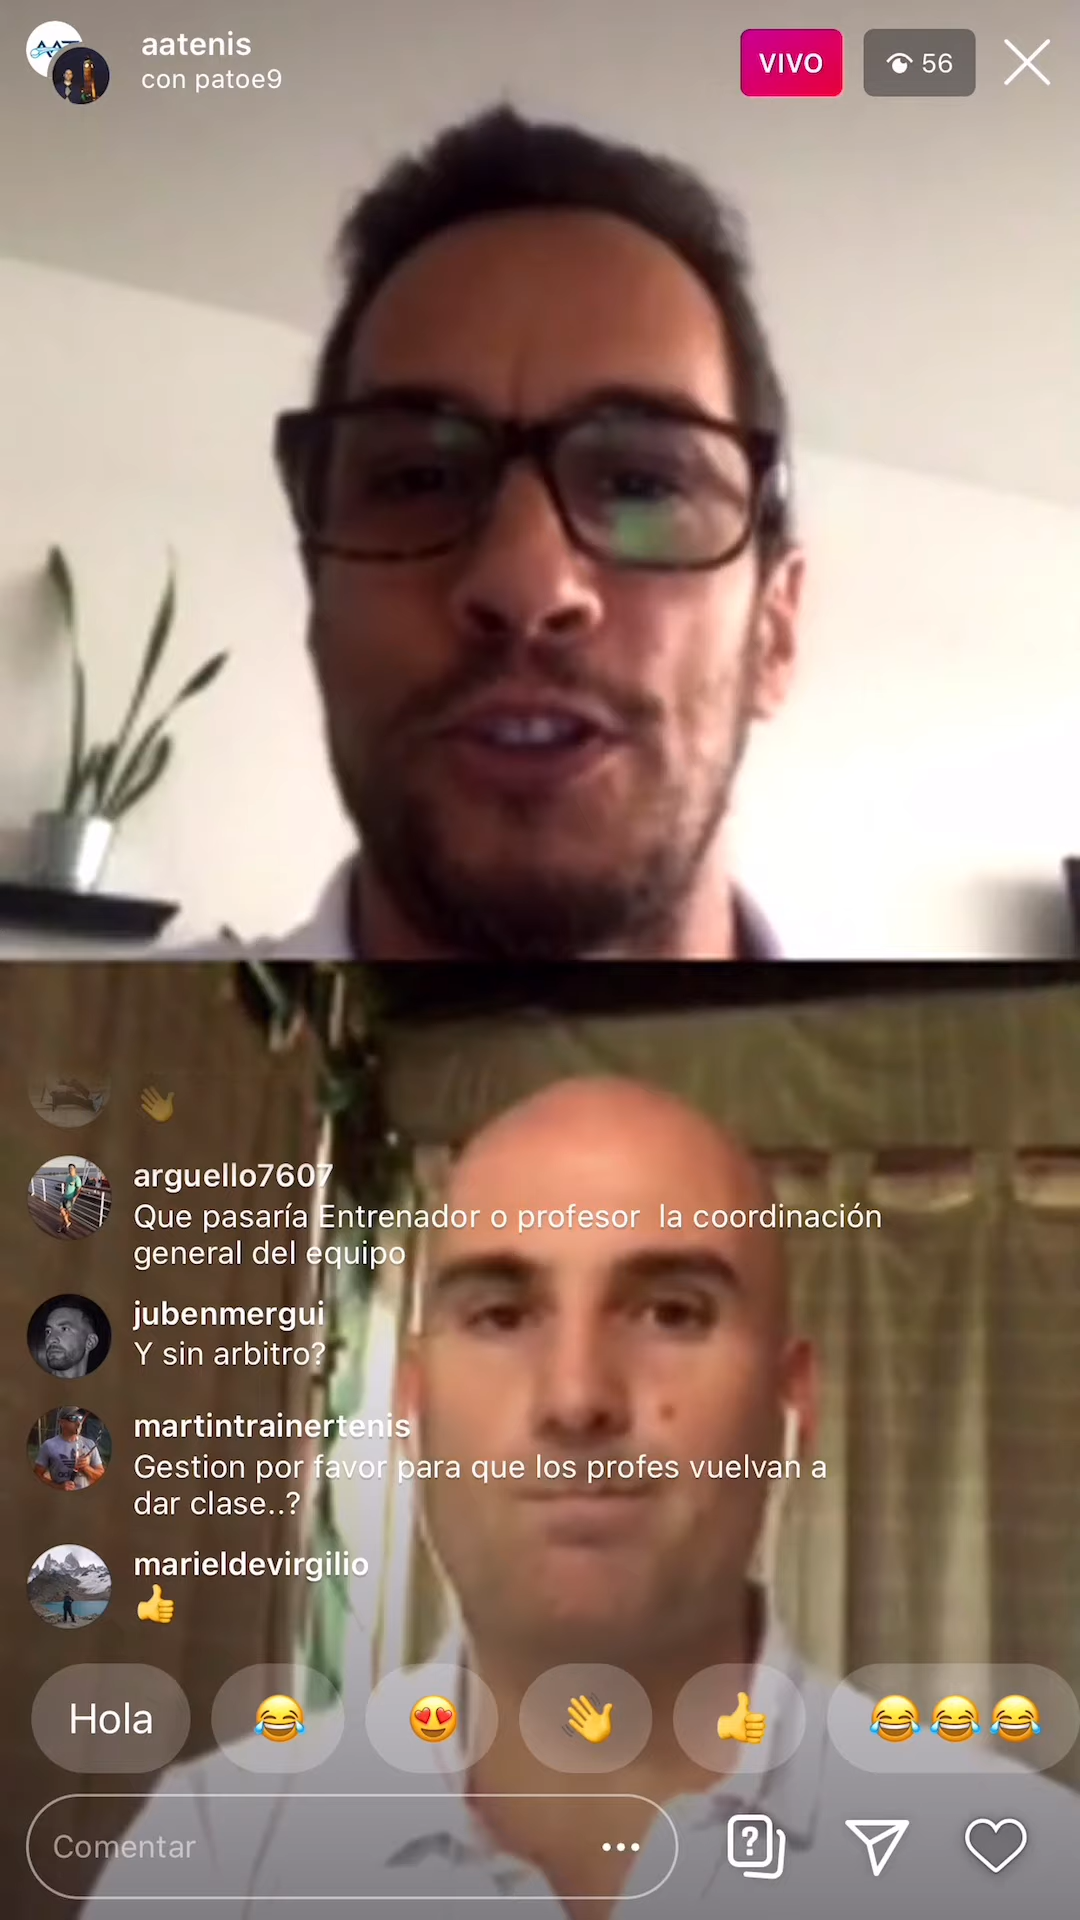 aatenis
con patoe9
VIVO
56
arguello7607
Que pasaría Entrenador o profesor la coordinación
general del equipo
jubenmergui
Y sin arbitro?
martintrainertenis
Gestion por favor para que los profes vuelvan a
dar clase..?
marieldevirgilio
👍
Hola
Comentar